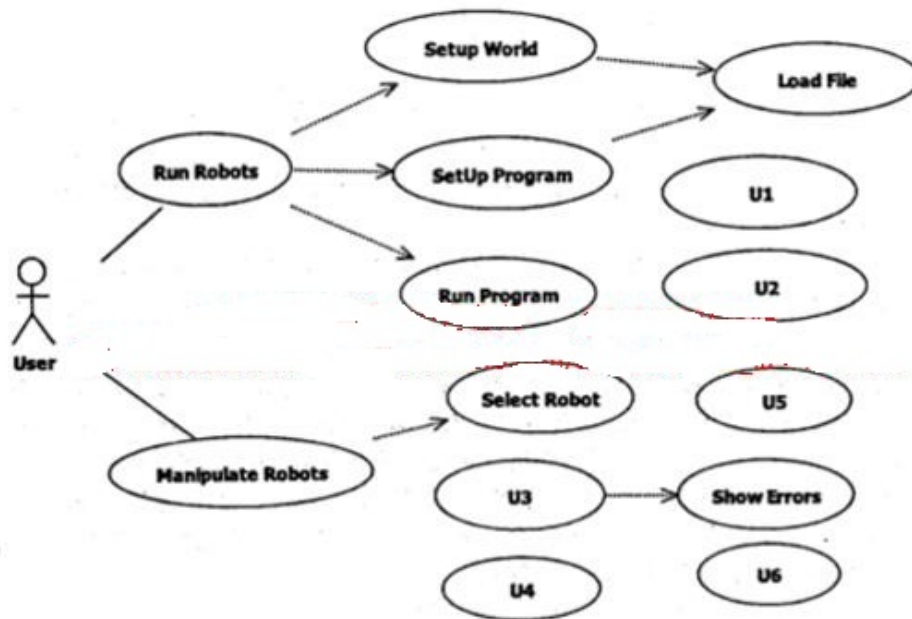 Setup World
Load File
Run Robots
SetUp Program
U1
Run Program
U2
User
Select Robot
U5
Manipulate Robots
U3
Show Errors
U4
U6